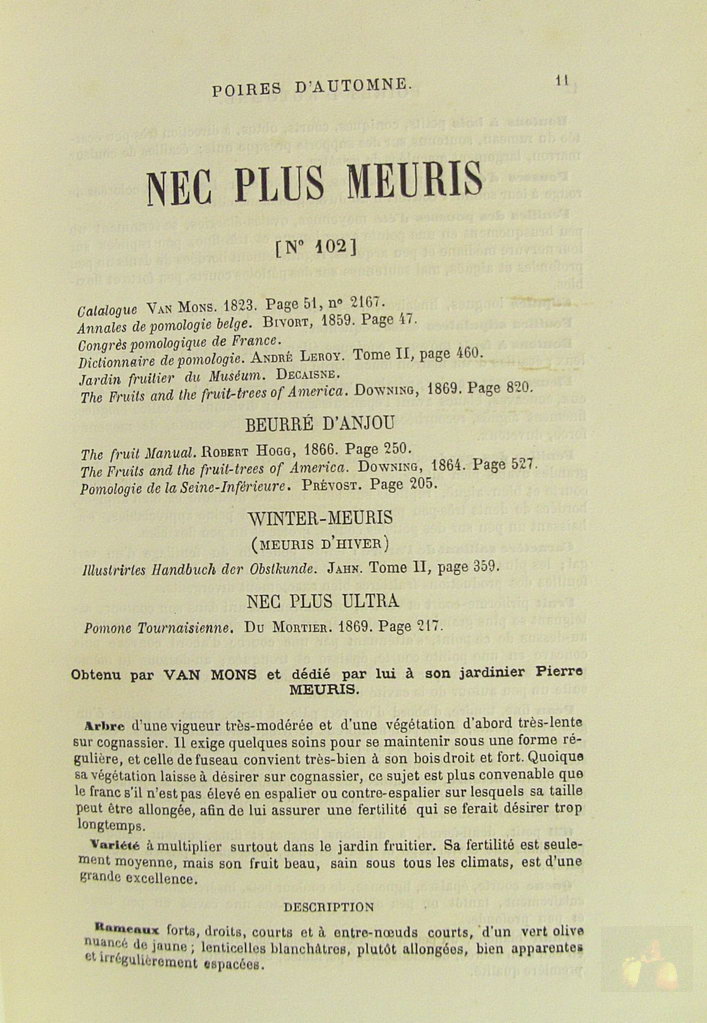 POIRES D'AUTOMNE. 11
NEC PLUS MEURIS
[N° 102]
Catalogue VAN MONS. 1823. Page 51, n° 2167.
Annales de pomologie belge. BIVORT, 1859. Page 47.
Congrès pomologique de France.
Dictionnaire de pomologie. ANDRÉ LEROY. Tome II, page 460.
Jardin fruitier du Muséum. DECAISNE.
The Fruits and the fruit-trees of America. DOWNING, 1869. Page 820.
BEURRÉ D'ANJOU
The fruit Manual. ROBERT HOGG, 1866. Page 250.
The Fruits and the fruit-trees of America. DOWNING, 1864. Page 527.
Pomologie de la Seine-Inférieure. PRÉVOST. Page 205.
WINTER-MEURIS
(MEURIS D'HIVER)
Illustrirtes Handbuch der Obstkunde. JAHN. Tome II, page 359.
NEC PLUS ULTRA
Pomone Tournaisienne. DU MORTIER. 1869. Page 217.
Obtenu par VAN MONS et dédié par lui à son jardinier Pierre
MEURIS.
Arbre d'une vigueur très-modérée et d'une végétation d'abord très-lente
sur cognassier. Il exige quelques soins pour se maintenir sous une forme ré-
gulière, et celle de fuseau convient très-bien à son bois droit et fort. Quoique
sa végétation laisse à désirer sur cognassier, ce sujet est plus convenable que
le franc s'il n'est pas élevé en espalier ou contre-espalier sur lesquels sa taille
peut être allongée, afin de lui assurer une fertilité qui se ferait désirer trop
longtemps.
Variété à multiplier surtout dans le jardin fruitier. Sa fertilité est seule-
ment moyenne, mais son fruit beau, sain sous tous les climats, est d'une
grande excellence.
DESCRIPTION
Rameaux forts, droits, courts et à entre-nœuds courts, d'un vert olive
nuancé de jaune ; lenticelles blanchâtres, plutôt allongées, bien apparentes
et irrégulièrement espacées.